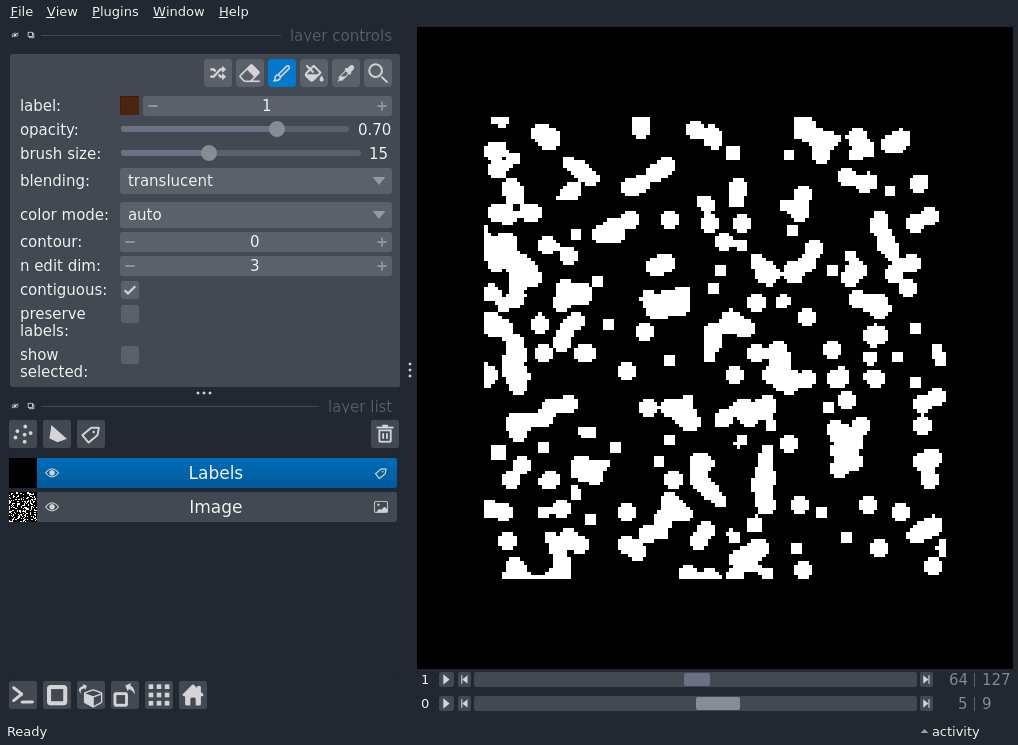 File View Plugins Window Help
layer controls
label: 1
opacity: 0.70
brush size: 15
blending: translucent
color mode: auto
contour: 0
n edit dim: 3
contiguous:
preserve
labels:
show
selected:
layer list
Labels
Image
1 64 | 127
0 5 | 9
Ready activity